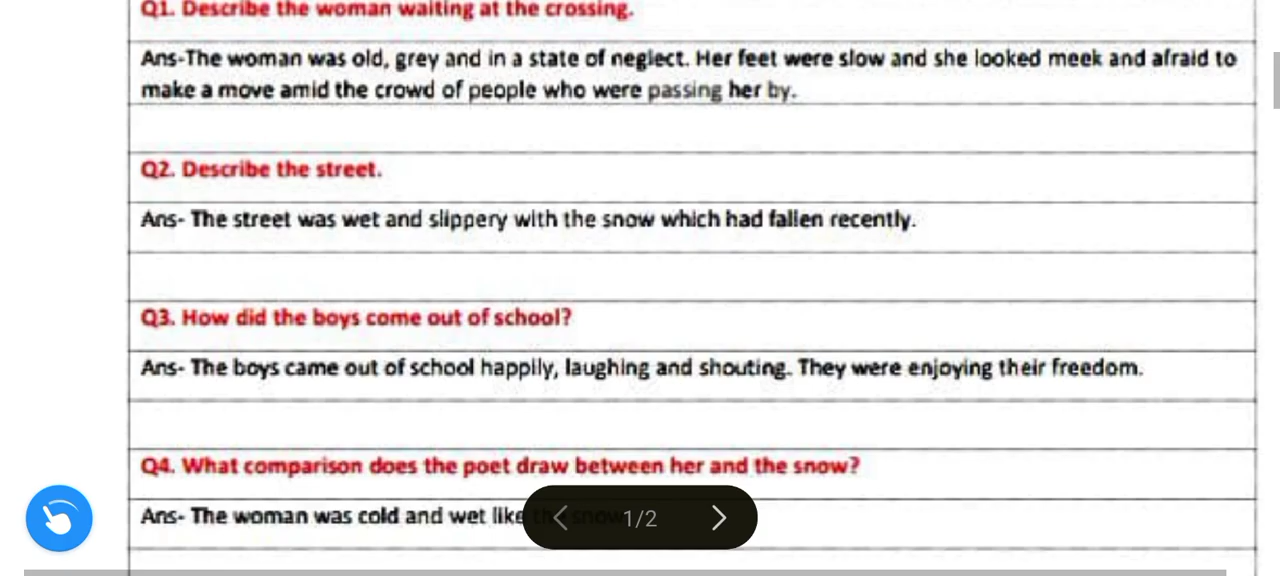 Q1. Describe the woman waiting at the crossing.
Ans-The woman was old, grey and in a state of neglect. Her feet were slow and she looked meek and afraid to
make a move amid the crowd of people who were passing her by.
Q2. Describe the street.
Ans- The street was wet and slippery with the snow which had fallen recently.
Q3. How did the boys come out of school?
Ans- The boys came out of school happily, laughing and shouting. They were enjoying their freedom.
Q4. What comparison does the poet draw between her and the snow?
Ans- The woman was cold and wet like the snow
1/2